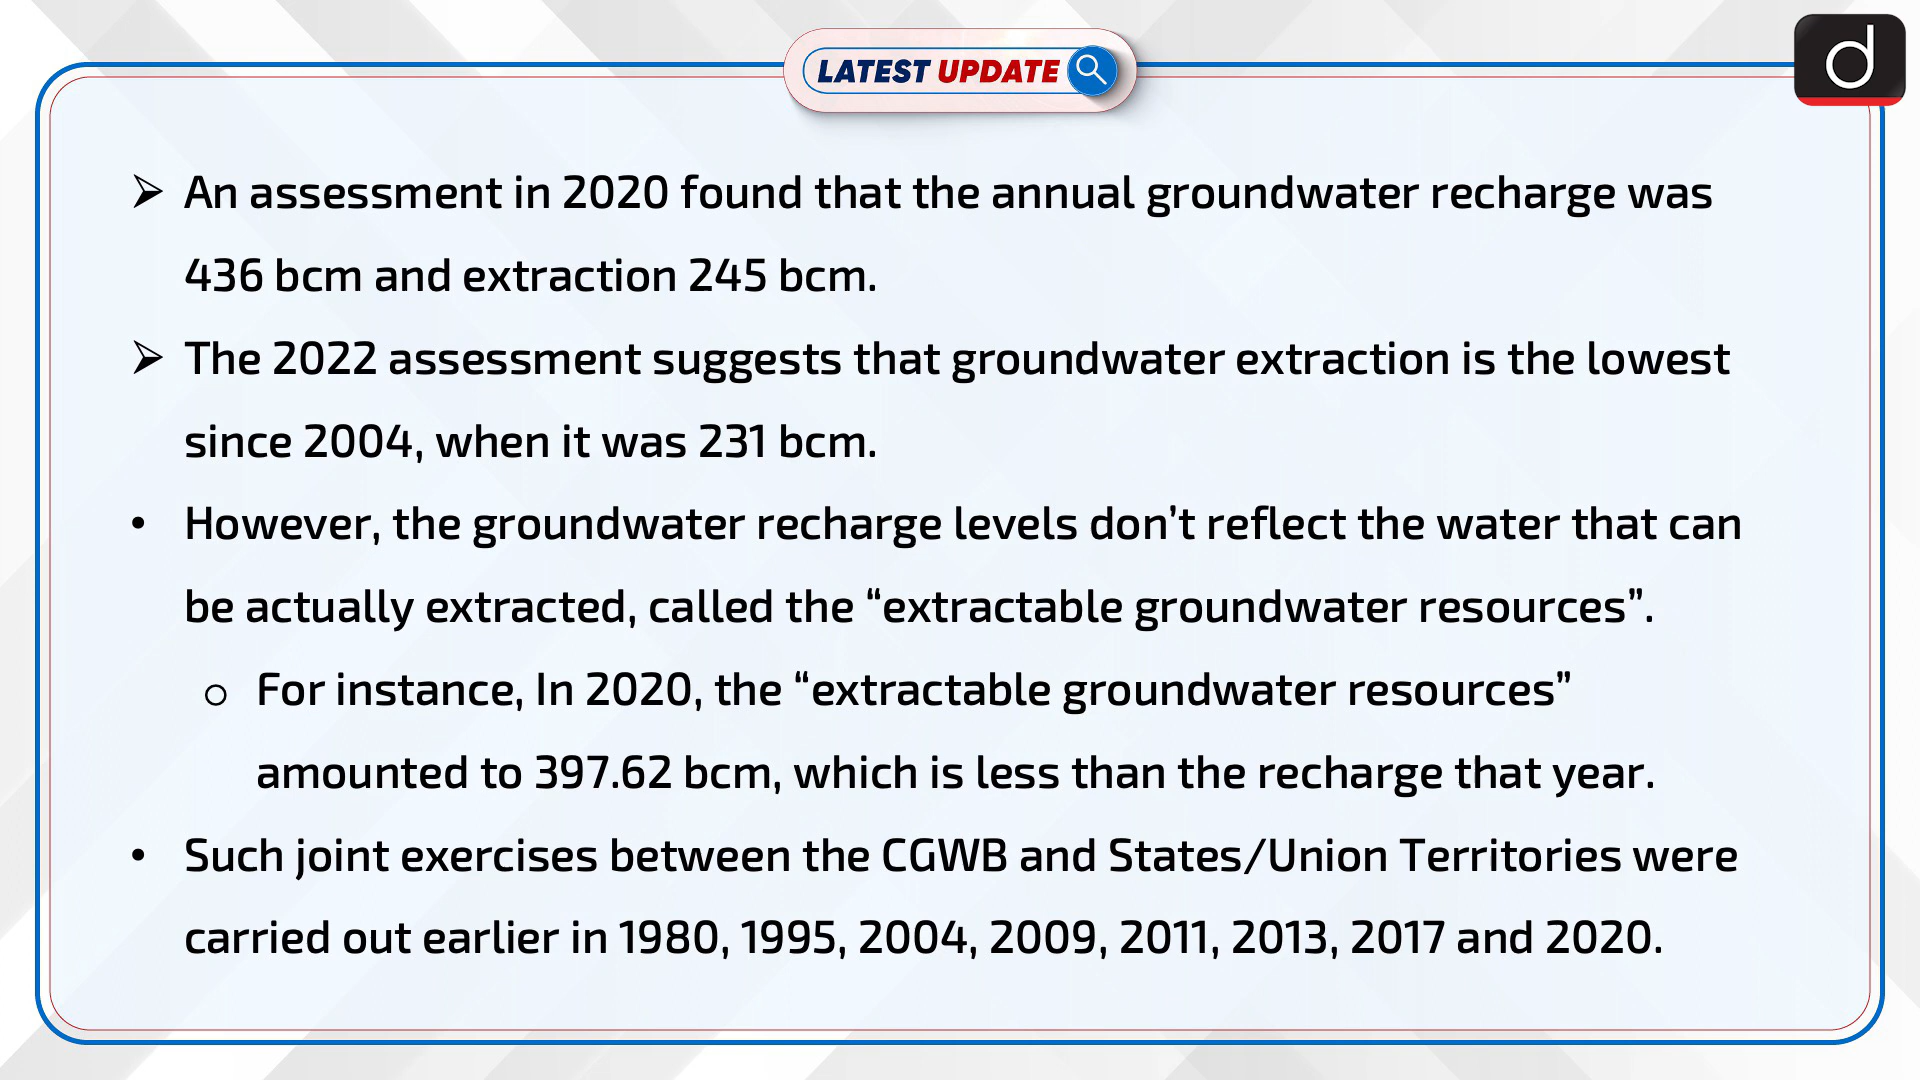 LATEST UPDATE
d
➢ An assessment in 2020 found that the annual groundwater recharge was
436 bcm and extraction 245 bcm.
➢ The 2022 assessment suggests that groundwater extraction is the lowest
since 2004, when it was 231 bcm.
• However, the groundwater recharge levels don’t reflect the water that can
be actually extracted, called the “extractable groundwater resources”.
o For instance, In 2020, the “extractable groundwater resources”
amounted to 397.62 bcm, which is less than the recharge that year.
• Such joint exercises between the CGWB and States/Union Territories were
carried out earlier in 1980, 1995, 2004, 2009, 2011, 2013, 2017 and 2020.